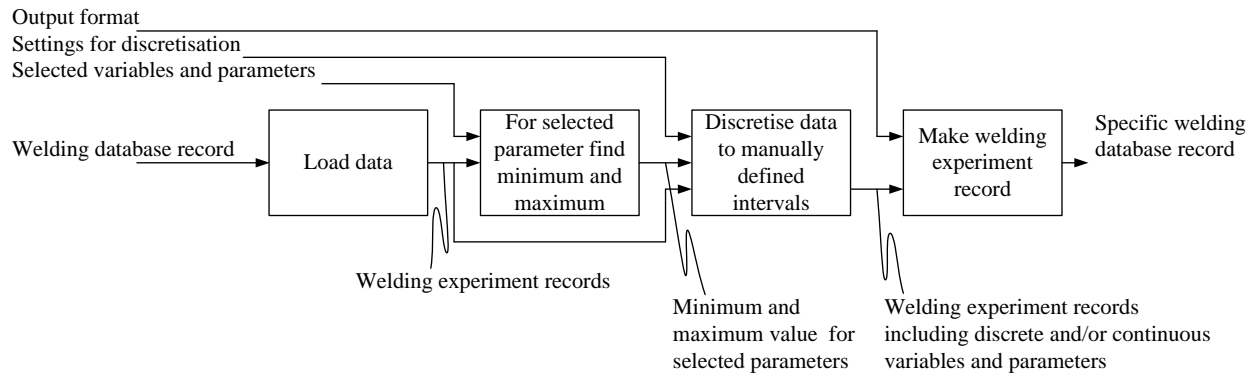 Output format
Settings for discretisation
Selected variables and parameters
Welding database record
Load data
For selected
parameter find
minimum and
maximum
Discretise data
to manually
defined
intervals
Make welding
experiment
record
Specific welding
database record
Welding experiment records
Minimum and
maximum value for
selected parameters
Welding experiment records
including discrete and/or continuous
variables and parameters